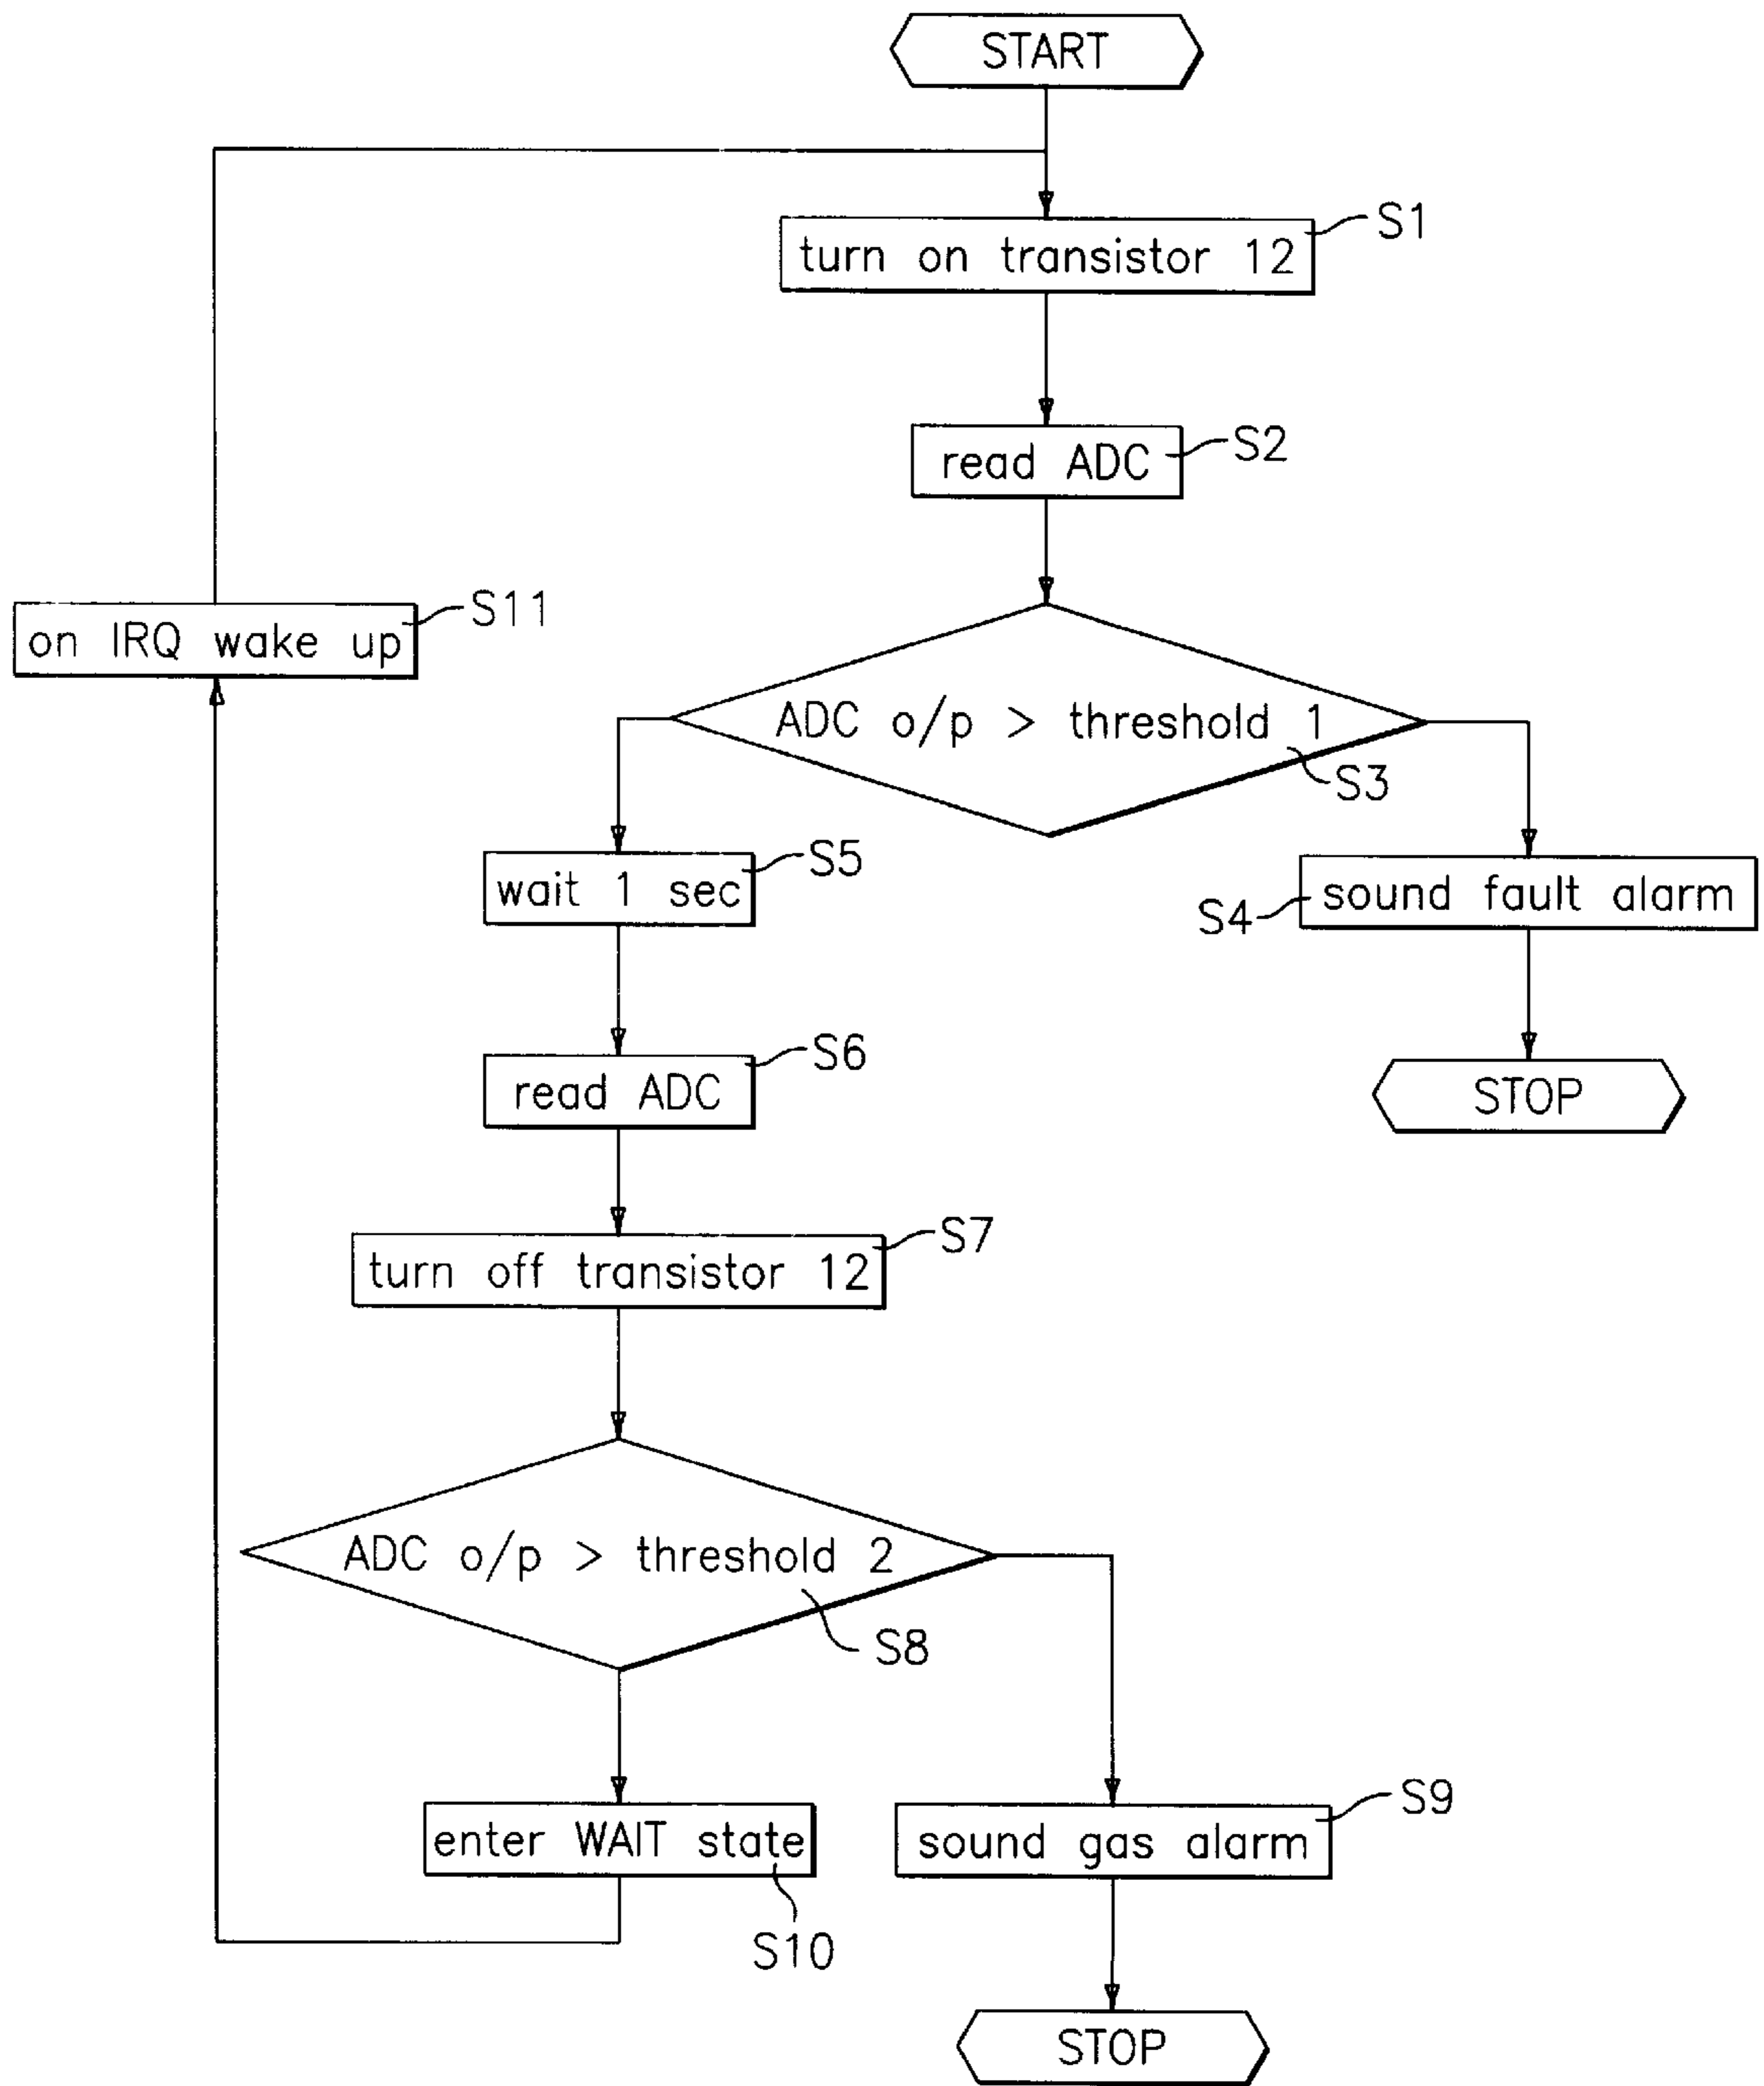 START
turn on transistor 12
S1
read ADC
S2
on IRQ wake up
S11
ADC o/p > threshold 1
S3
wait 1 sec
S5
S4
sound fault alarm
read ADC
S6
STOP
turn off transistor 12
S7
ADC o/p > threshold 2
S8
enter WAIT state
S10
sound gas alarm
S9
STOP